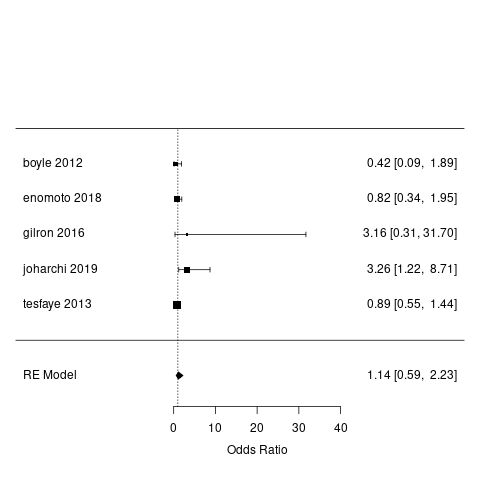 boyle 2012 0.42 [0.09,  1.89]
enomoto 2018 0.82 [0.34,  1.95]
gilron 2016 3.16 [0.31, 31.70]
joharchi 2019 3.26 [1.22,  8.71]
tesfaye 2013 0.89 [0.55,  1.44]
RE Model 1.14 [0.59,  2.23]
0 10 20 30 40
Odds Ratio